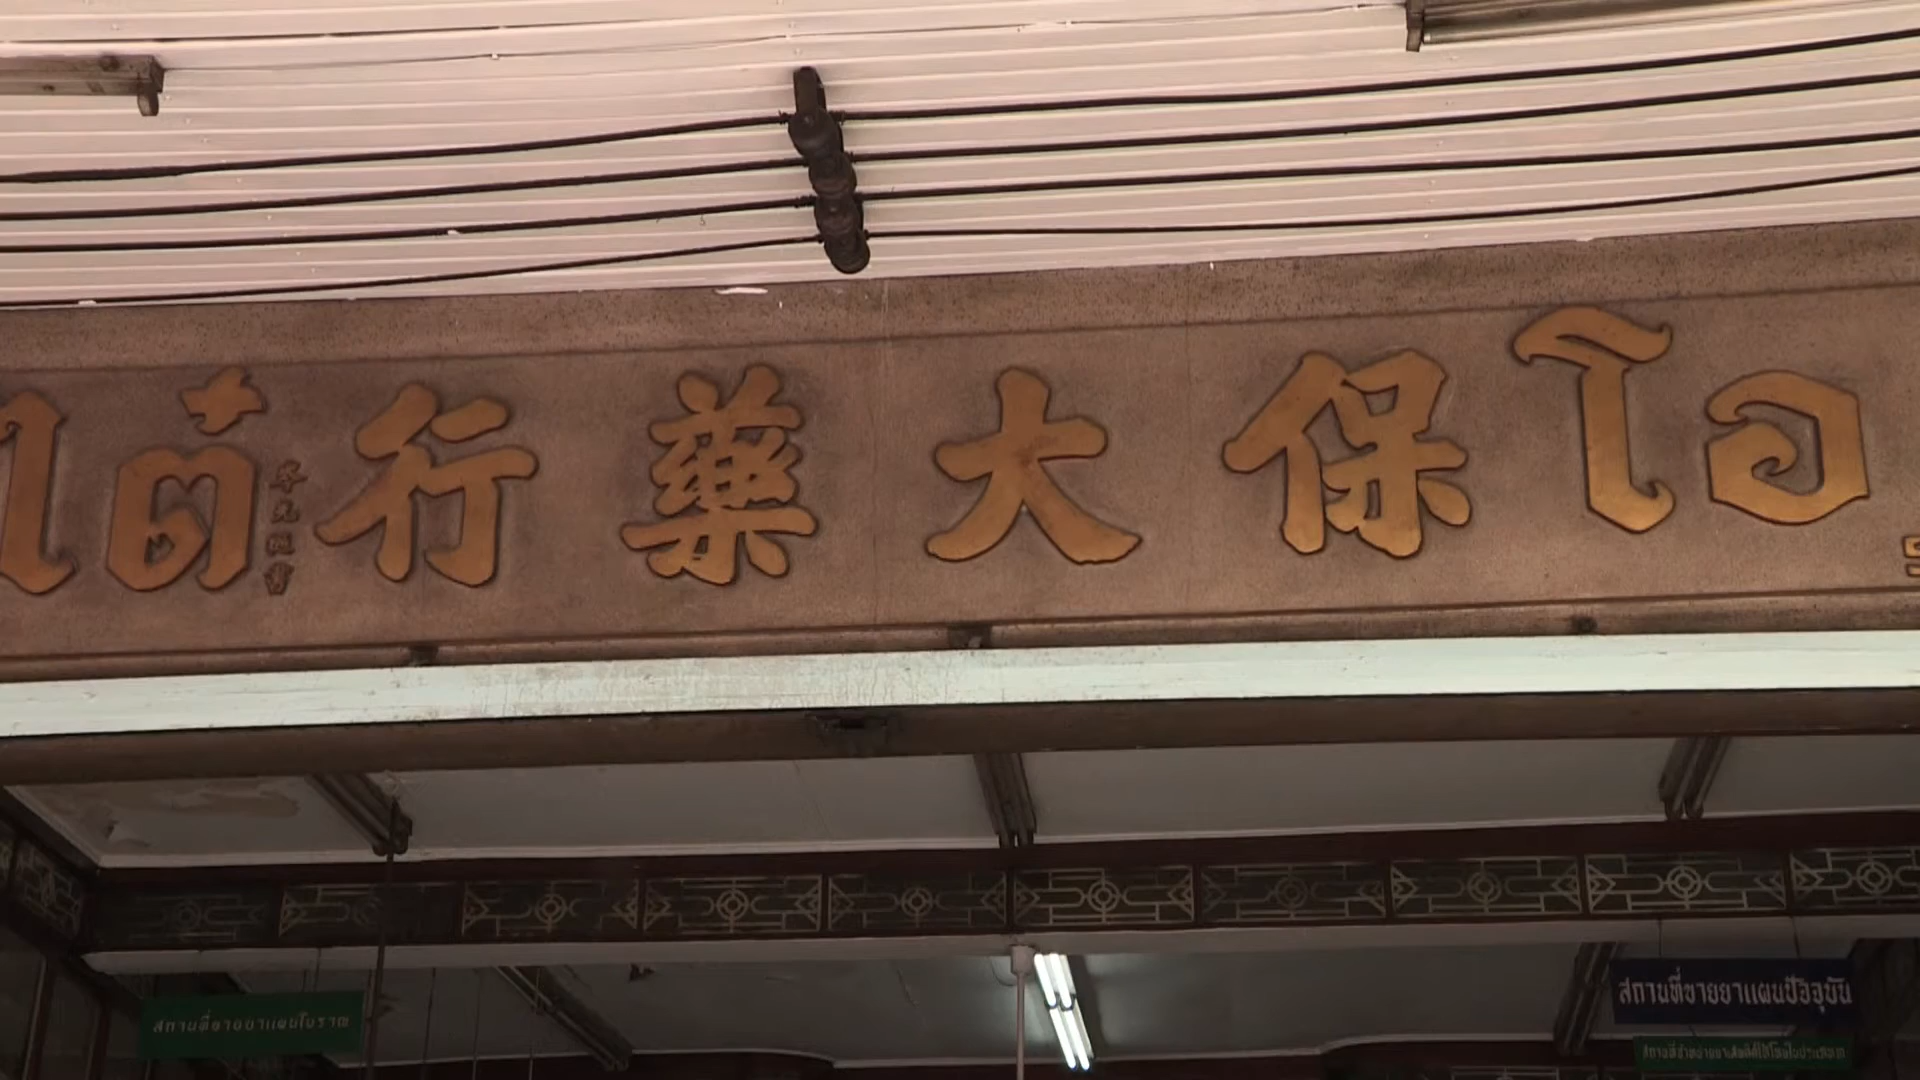 ไต๋ 行 藥 大 保 โอ
สถานที่ขายยาแผนโบราณ
สถานที่ขายยาแผนปัจจุบัน